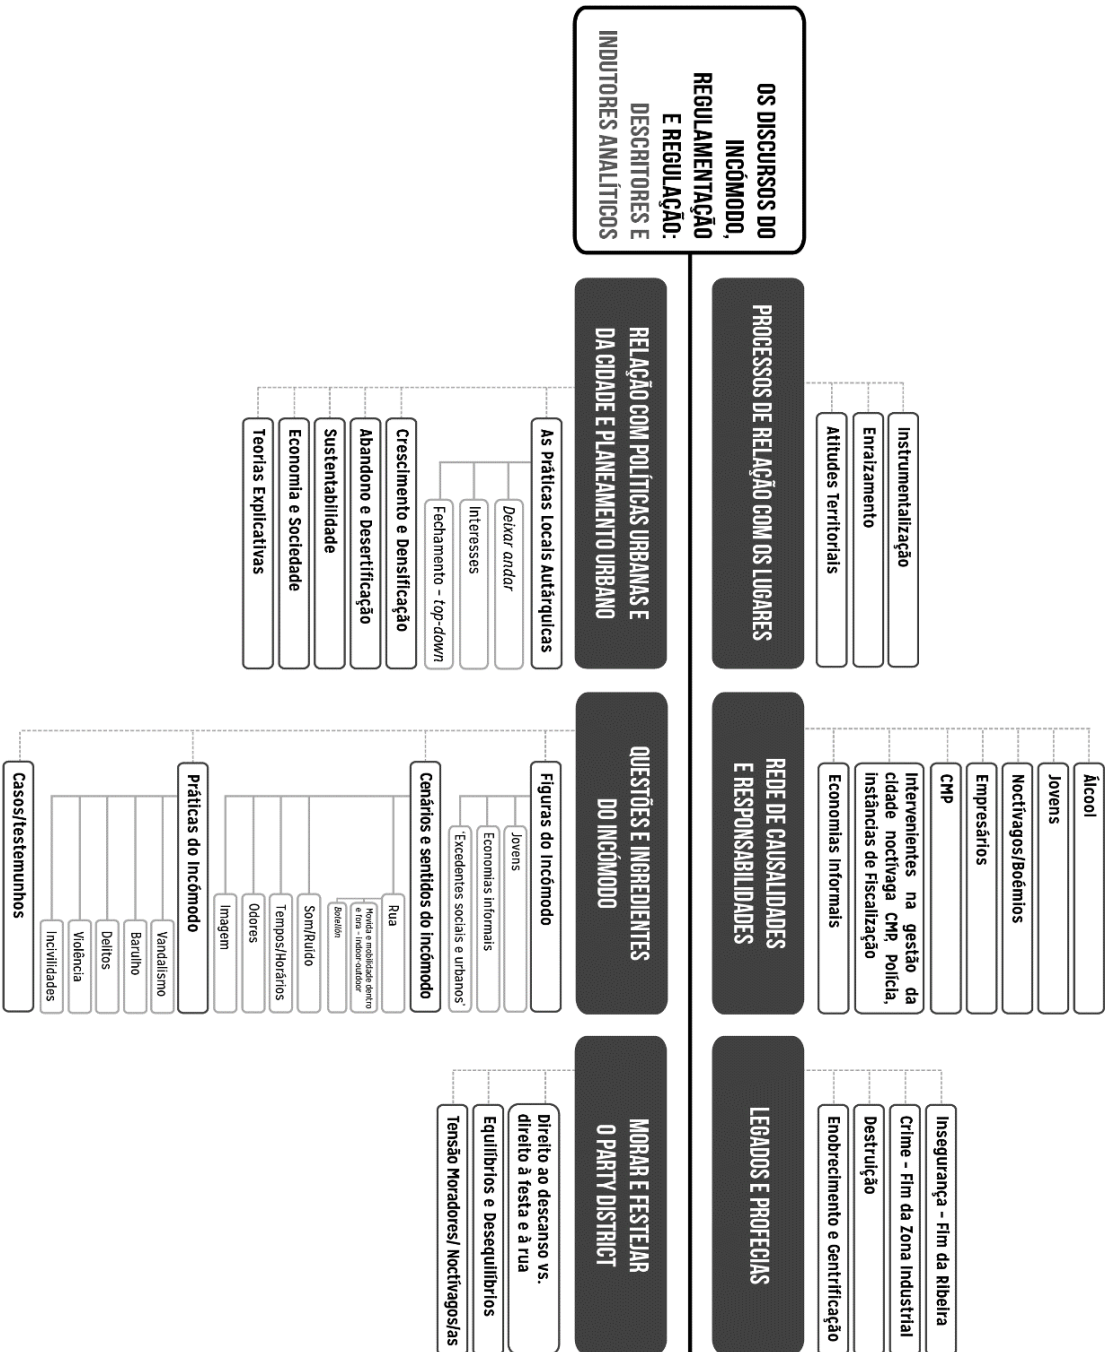 OS DISCURSOS DO
INCÓMODO,
REGULAMENTAÇÃO
E REGULAÇÃO:
DESCRITORES E
INDUTORES ANALÍTICOS
PROCESSOS DE RELAÇÃO COM OS LUGARES
Instrumentalização
Enraizamento
Atitudes Territoriais
REDE DE CAUSALIDADES
E RESPONSABILIDADES
Álcool
Jovens
Noctívagos/Boémios
Empresários
CMP
Intervenientes na gestão da
cidade noctívaga CMP, Polícia,
instâncias de Fiscalização
Economias Informais
LEGADOS E PROFECIAS
Insegurança – Fim da Ribeira
Crime – Fim da Zona Industrial
Destruição
Enobrecimento e Gentrificação
RELAÇÃO COM POLÍTICAS URBANAS E
DA CIDADE E PLANEAMENTO URBANO
As Práticas Locais Autárquicas
Deixar andar
Interesses
Fechamento – top-down
Crescimento e Densificação
Abandono e Desertificação
Sustentabilidade
Economia e Sociedade
Teorias Explicativas
QUESTÕES E INGREDIENTES
DO INCÓMODO
Figuras do Incómodo
Jovens
Economias informais
'Excedentes sociais e urbanos'
Cenários e sentidos do incómodo
Rua
Movida e mobilidade dentro
e fora – indoor-outdoor
Botellón
Som/Ruído
Tempos/Horários
Odores
Imagem
Práticas do Incómodo
Vandalismo
Barulho
Delitos
Violência
Incivilidades
Casos/testemunhos
MORAR E FESTEJAR
O PARTY DISTRICT
Direito ao descanso vs.
direito à festa e à rua
Equilíbrios e Desequilíbrios
Tensão Moradores/ Noctívagos/as